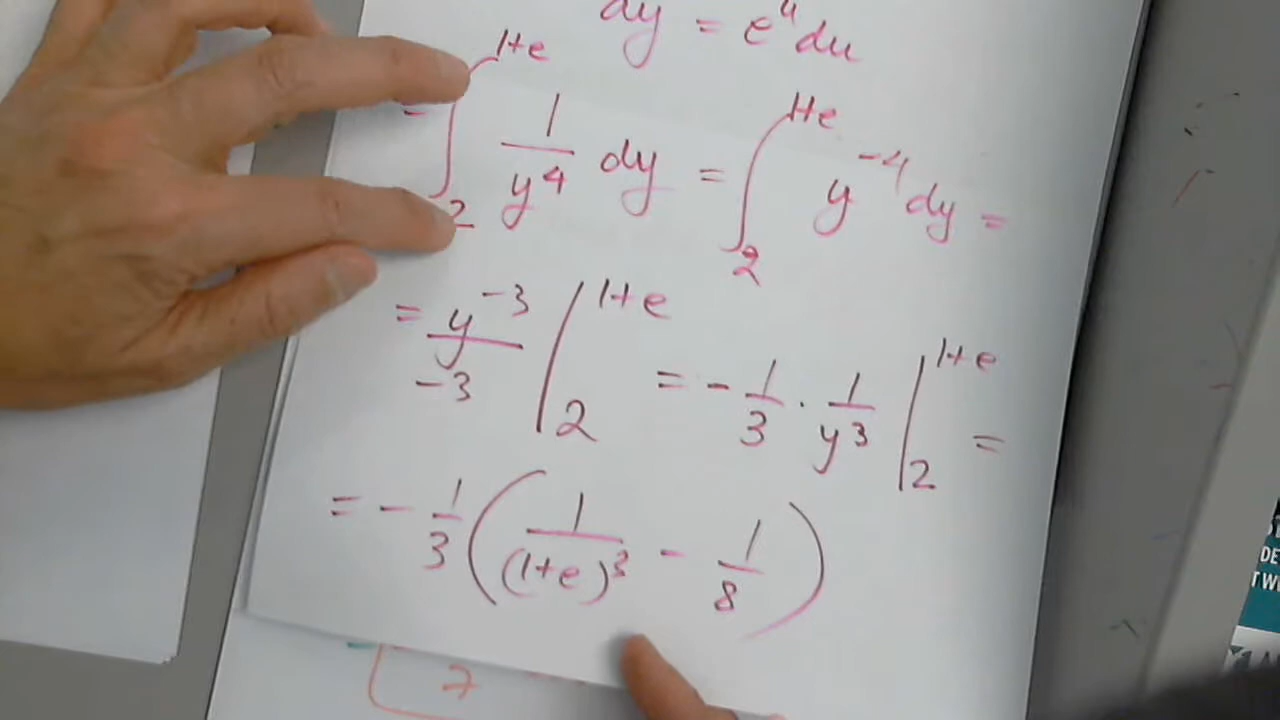 dy = e^u du
= ∫_2^{1+e} 1/y^4 dy = ∫_2^{1+e} y^{-4} dy =
= y^{-3}/-3 |_2^{1+e} = - 1/3 · 1/y^3 |_2^{1+e} =
= - 1/3 ( 1/(1+e)^3 - 1/8 )
7